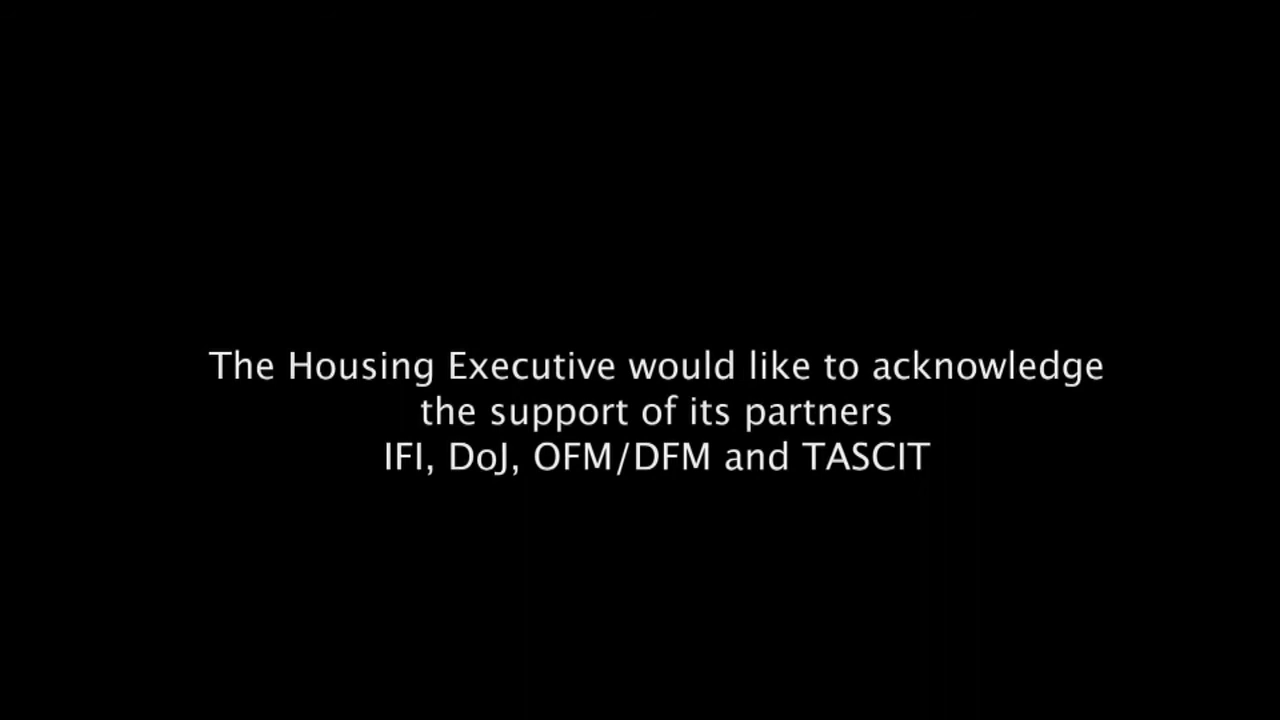 The Housing Executive would like to acknowledge
the support of its partners
IFI, DoJ, OFM/DFM and TASCIT